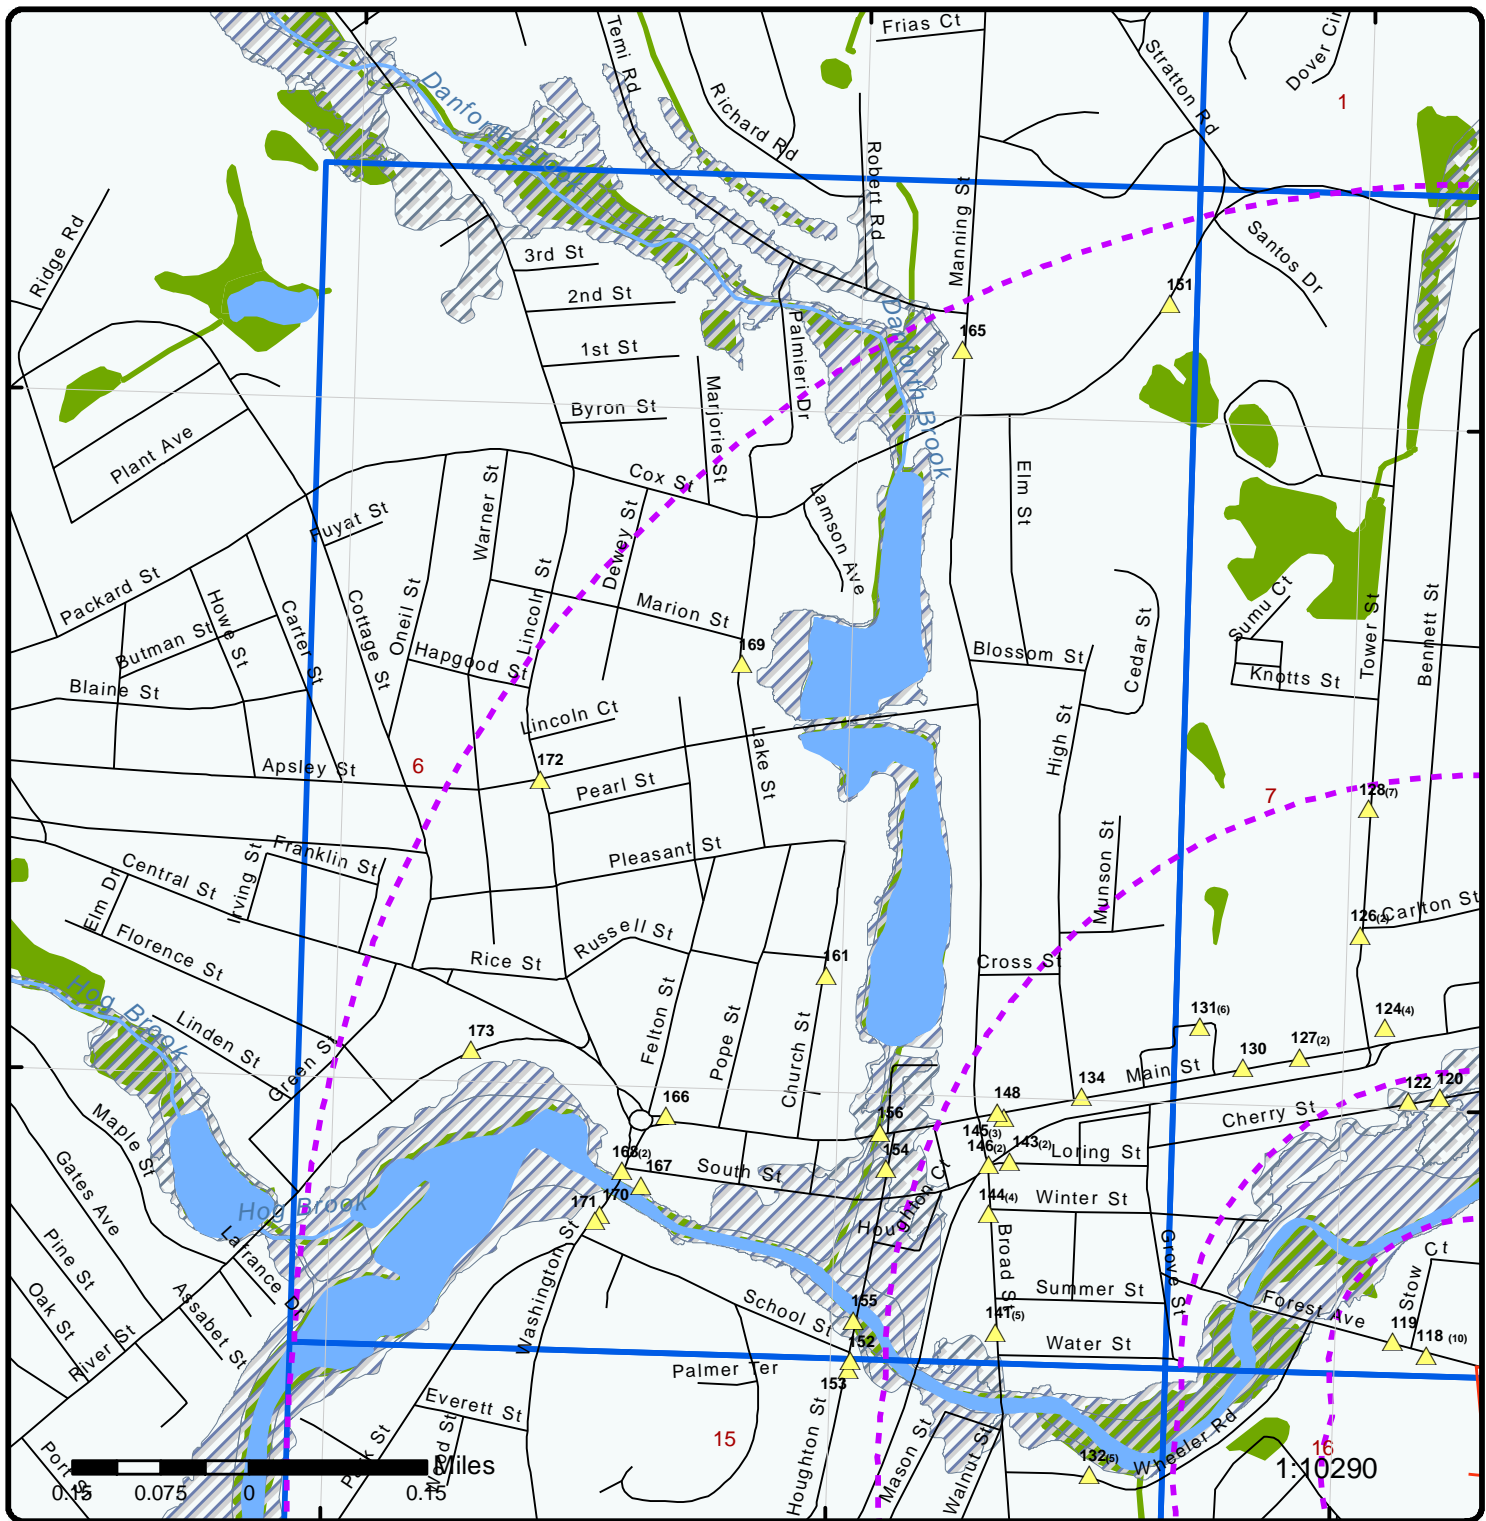 Frias Ct
Temi Rd
Richard Rd
Robert Rd
Manning St
Stratton Rd
Dover Cir
1
Danforth Brook
Ridge Rd
3rd St
2nd St
1st St
Byron St
Marjorie St
Palmieri Dr
Danforth Brook
165
151
Santos Dr
Plant Ave
Cox St
Fuyat St
Warner St
Dewey St
Lamson Ave
Elm St
Packard St
Howe St
Butman St
Carter St
Cottage St
Oneil St
Lincoln St
Hapgood St
Marion St
169
Blossom St
Cedar St
Sumu Ct
Knotts St
Tower St
Bennett St
Blaine St
Lincoln Ct
Lake St
High St
Apsley St
6
172
Pearl St
7
128(7)
Franklin St
Central St
Irving St
Elm Dr
Pleasant St
Munson St
126(2)
Carlton St
Florence St
Rice St
Russell St
161
Cross St
Hog Brook
Linden St
Green St
173
Felton St
Pope St
Church St
131(6)
124(4)
127(2)
130
Main St
134
148
122
120
Cherry St
Maple St
166
156
145(3)
146(2)
143(2)
Loring St
154
168(2)
167
South St
Gates Ave
Hog Brook
171
170
Houghton Ct
144(4)
Winter St
Broad St
Grove St
Larrance Dr
Pine St
Oak St
Assabet St
River St
Washington St
School St
155
152
153
Summer St
141(5)
Water St
Forest Ave
Stow Ct
119
118 (10)
Palmer Ter
Everett St
Park St
Wood St
Port St
15
Houghton St
Mason St
Walnut St
132(5)
Wheeler Rd
16
1:10290
Miles
0.15
0.075
0
0.15